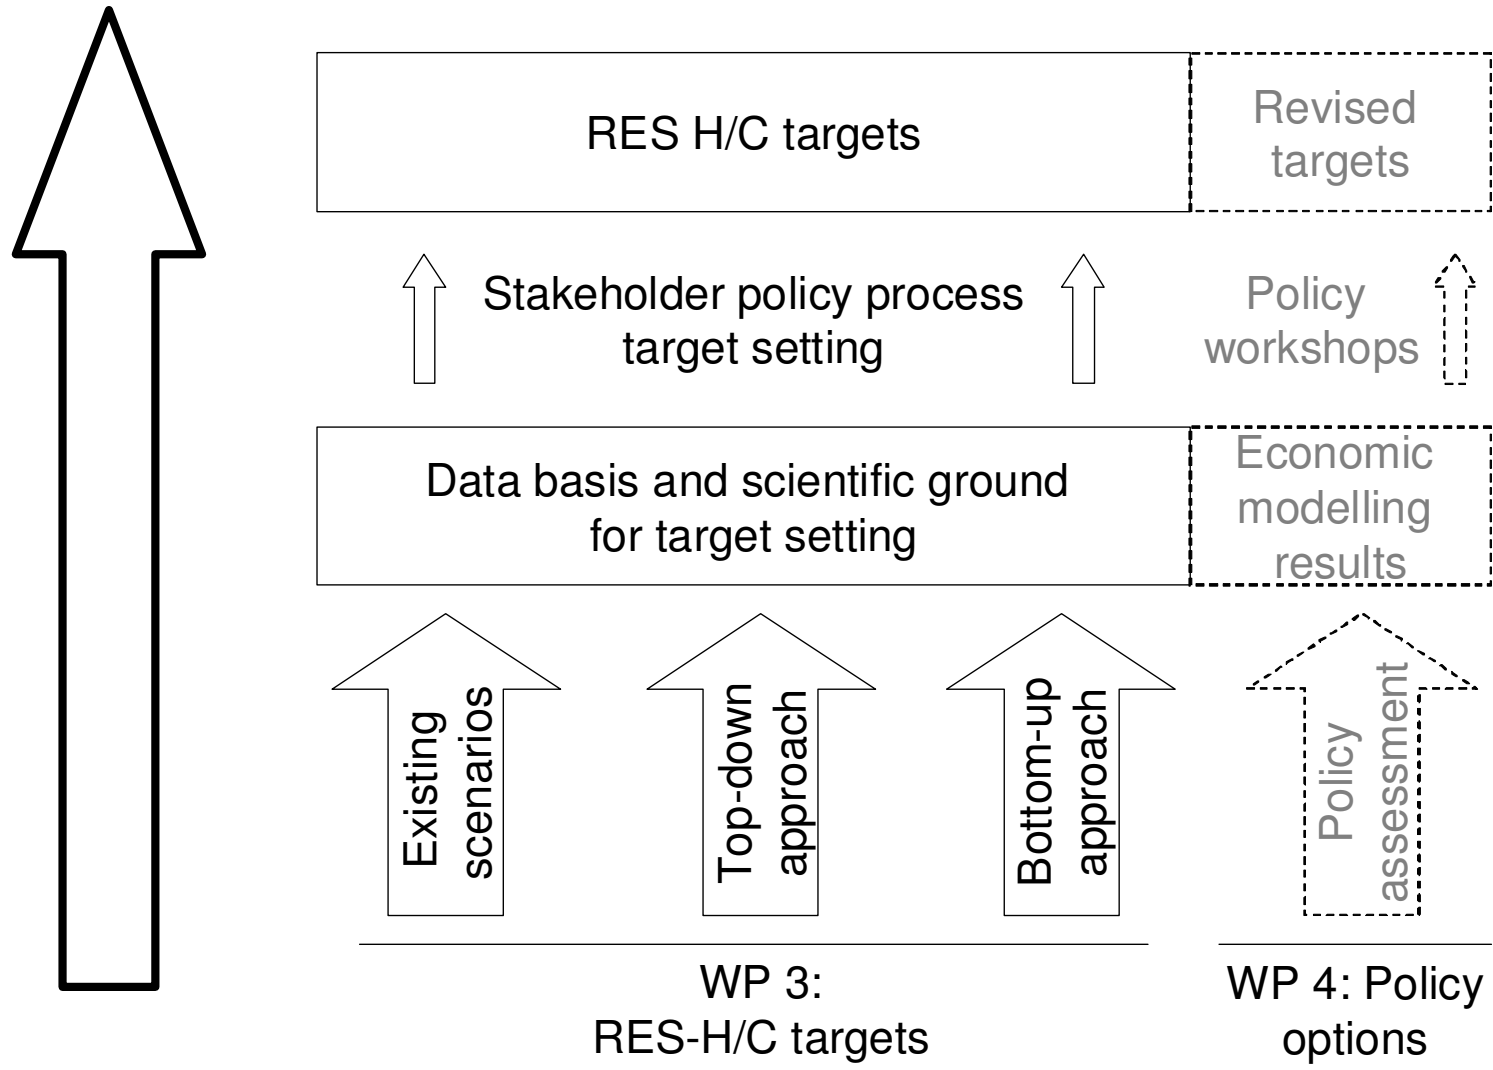 RES H/C targets
Revised
targets
Stakeholder policy process
target setting
Policy
workshops
Data basis and scientific ground
for target setting
Economic
modelling
results
Existing
scenarios
Top-down
approach
Bottom-up
approach
Policy
assessment
WP 3:
RES-H/C targets
WP 4: Policy
options